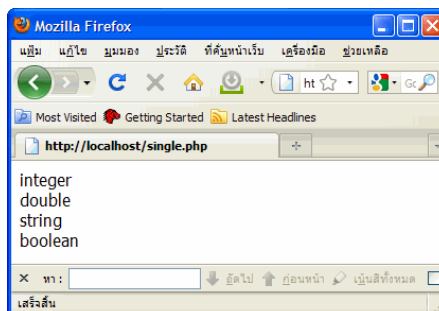 Mozilla Firefox
แฟ้ม แก้ไข มุมมอง ประวัติ ที่คั่นหน้าเว็บ เครื่องมือ ช่วยเหลือ
ht
Most Visited Getting Started Latest Headlines
http://localhost/single.php
integer
double
string
boolean
หา: ถัดไป ก่อนหน้า เน้นสีทั้งหมด
เสร็จสิ้น